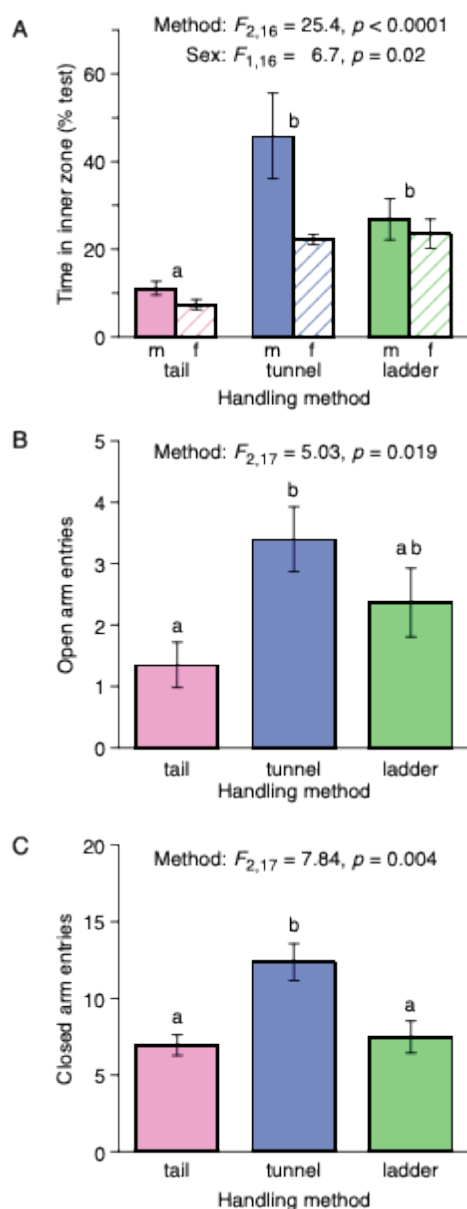 A
Method: F2,16 = 25.4, p < 0.0001
Sex: F1,16 = 6.7, p = 0.02
Time in inner zone (% test)
60
40
20
0
a
b
b
m f m f m f
tail tunnel ladder
Handling method
B
Method: F2,17 = 5.03, p = 0.019
Open arm entries
5
4
3
2
1
0
a
b
a b
tail tunnel ladder
Handling method
C
Method: F2,17 = 7.84, p = 0.004
Closed arm entries
20
15
10
5
0
a
b
a
tail tunnel ladder
Handling method